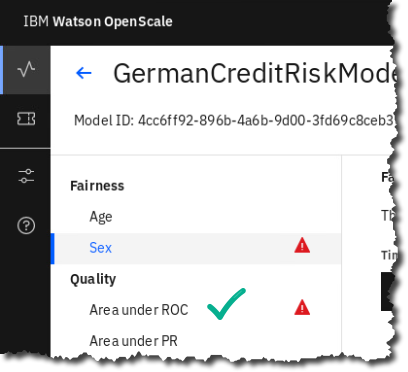 IBM Watson OpenScale
GermanCreditRiskMode
Model ID: 4cc6ff92-896b-4a6b-9d00-3fd69c8ceb3
Fairness
Age
Sex
Quality
Area under ROC
Area under PR
Fa
Th
Tim